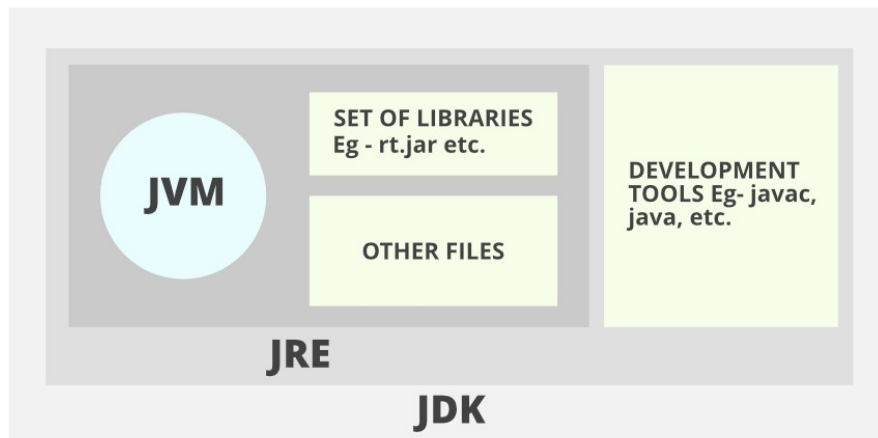 JVM
SET OF LIBRARIES
Eg - rt.jar etc.
OTHER FILES
DEVELOPMENT
TOOLS Eg- javac,
java, etc.
JRE
JDK